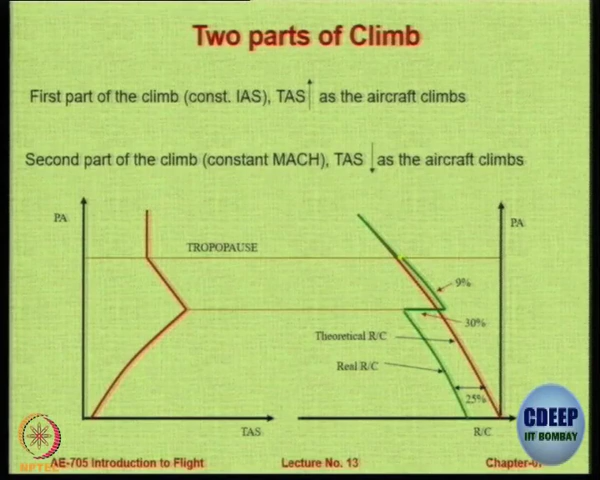 Two parts of Climb
First part of the climb (const. IAS), TAS as the aircraft climbs
Second part of the climb (constant MACH), TAS as the aircraft climbs
PA
PA
TROPOPAUSE
9%
30%
Theoretical R/C
Real R/C
25%
TAS
R/C
CDEEP
IIT BOMBAY
NPTEL
AE-705 Introduction to Flight
Lecture No. 13